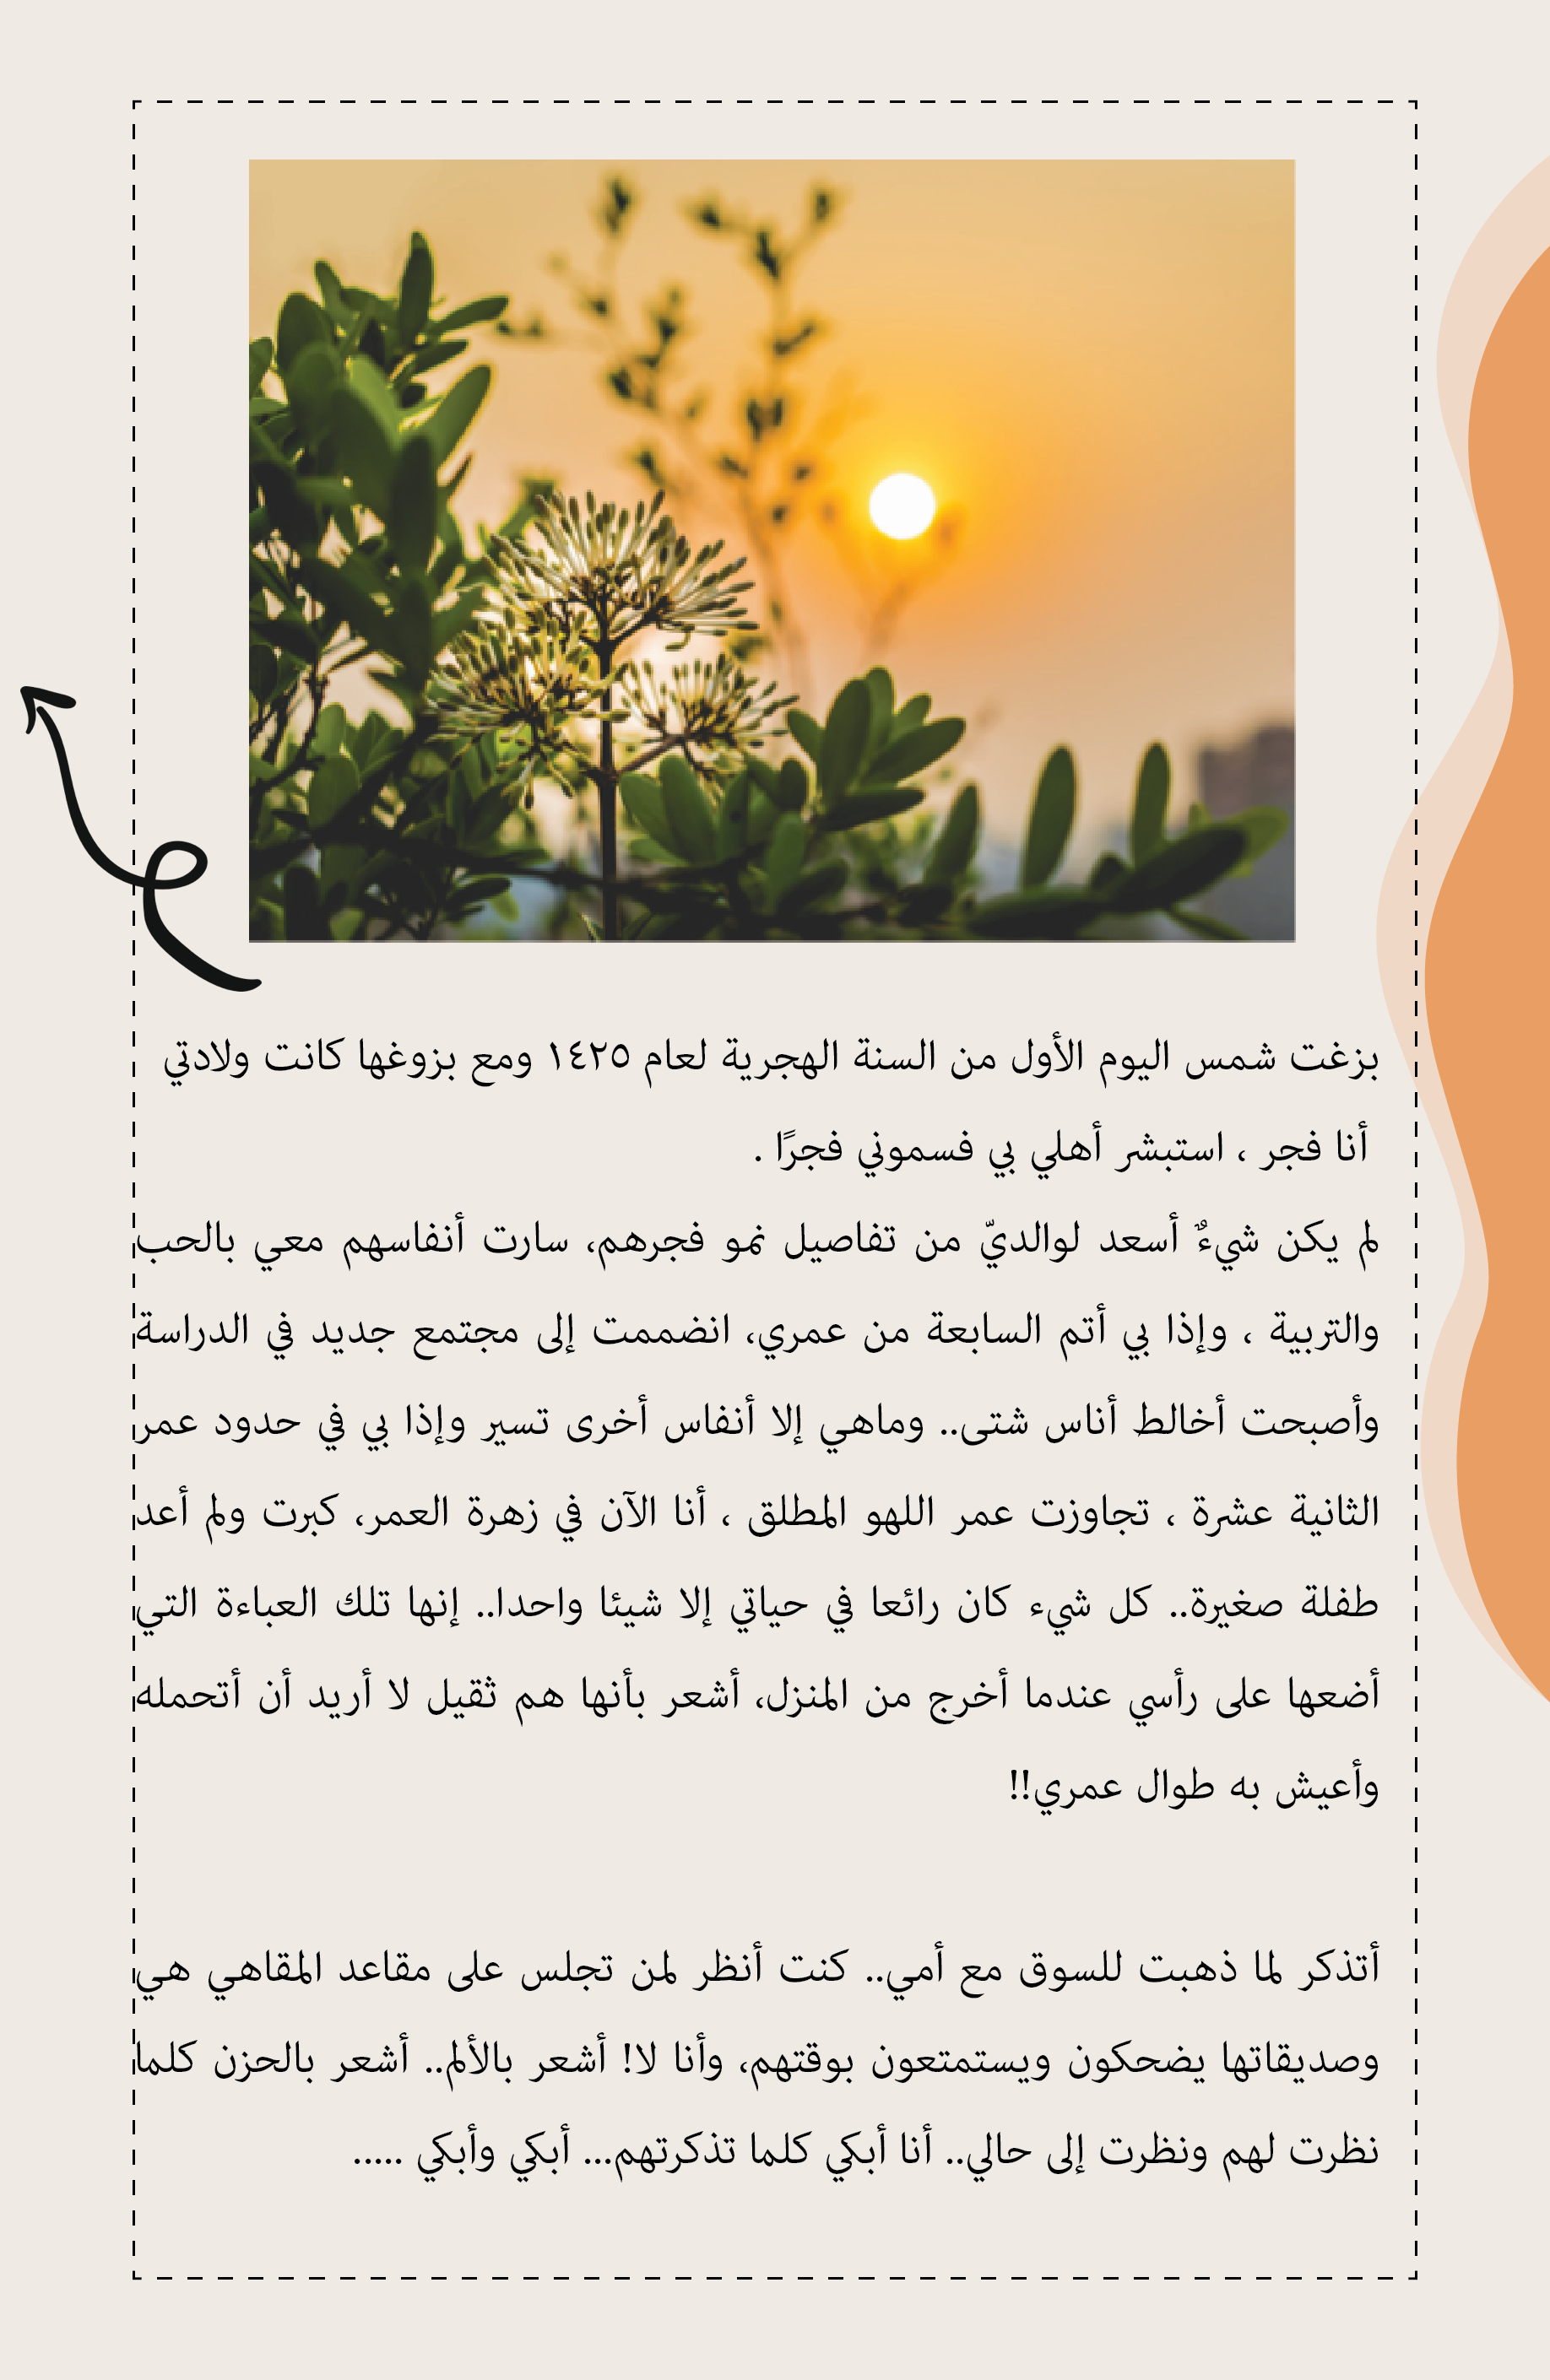 بزغت شمس اليوم الأول من السنة الهجرية لعام ١٤٢٥ ومع بزوغها كانت ولادتي
أنا فجر ، استبشر أهلي بي فسموني فجرًا .
لم يكن شيءٌ أسعد لوالديّ من تفاصيل نمو فجرهم، سارت أنفاسهم معي بالحب
والتربية ، وإذا بي أتم السابعة من عمري، انضممت إلى مجتمع جديد في الدراسة
وأصبحت أخالط أناس شتى.. وماهي إلا أنفاس أخرى تسير وإذا بي في حدود عمر
الثانية عشرة ، تجاوزت عمر اللهو المطلق ، أنا الآن في زهرة العمر، كبرت ولم أعد
طفلة صغيرة.. كل شيء كان رائعا في حياتي إلا شيئا واحدا.. إنها تلك العباءة التي
أضعها على رأسي عندما أخرج من المنزل، أشعر بأنها هم ثقيل لا أريد أن أتحمله
وأعيش به طوال عمري!!
أتذكر لما ذهبت للسوق مع أمي.. كنت أنظر لمن تجلس على مقاعد المقاهي هي
وصديقاتها يضحكون ويستمتعون بوقتهم، وأنا لا! أشعر بالألم.. أشعر بالحزن كلما
نظرت لهم ونظرت إلى حالي.. أنا أبكي كلما تذكرتهم... أبكي وأبكي .....